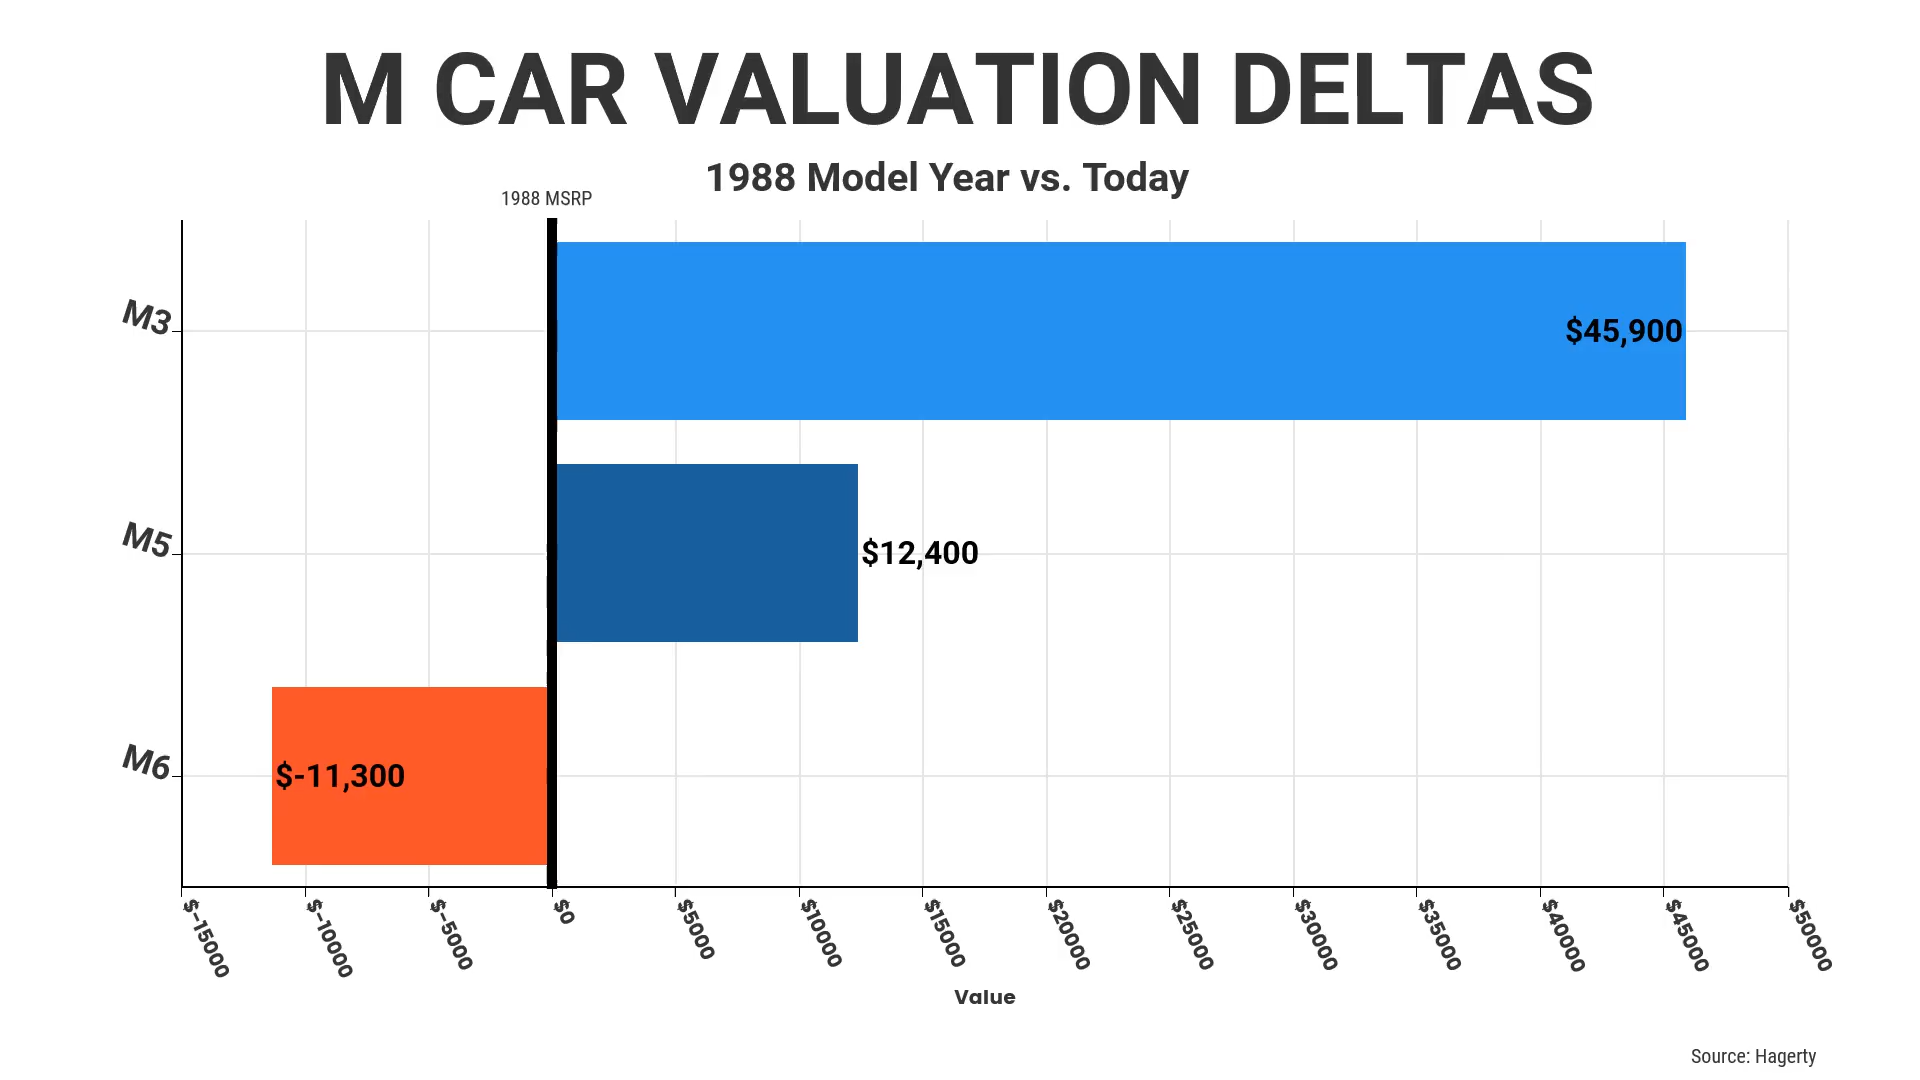 M CAR VALUATION DELTAS
1988 Model Year vs. Today
1988 MSRP
M3
$45,900
M5
$12,400
M6
$-11,300
$-15000
$-10000
$-5000
$0
$5000
$10000
$15000
$20000
$25000
$30000
$35000
$40000
$45000
$50000
Value
Source: Hagerty